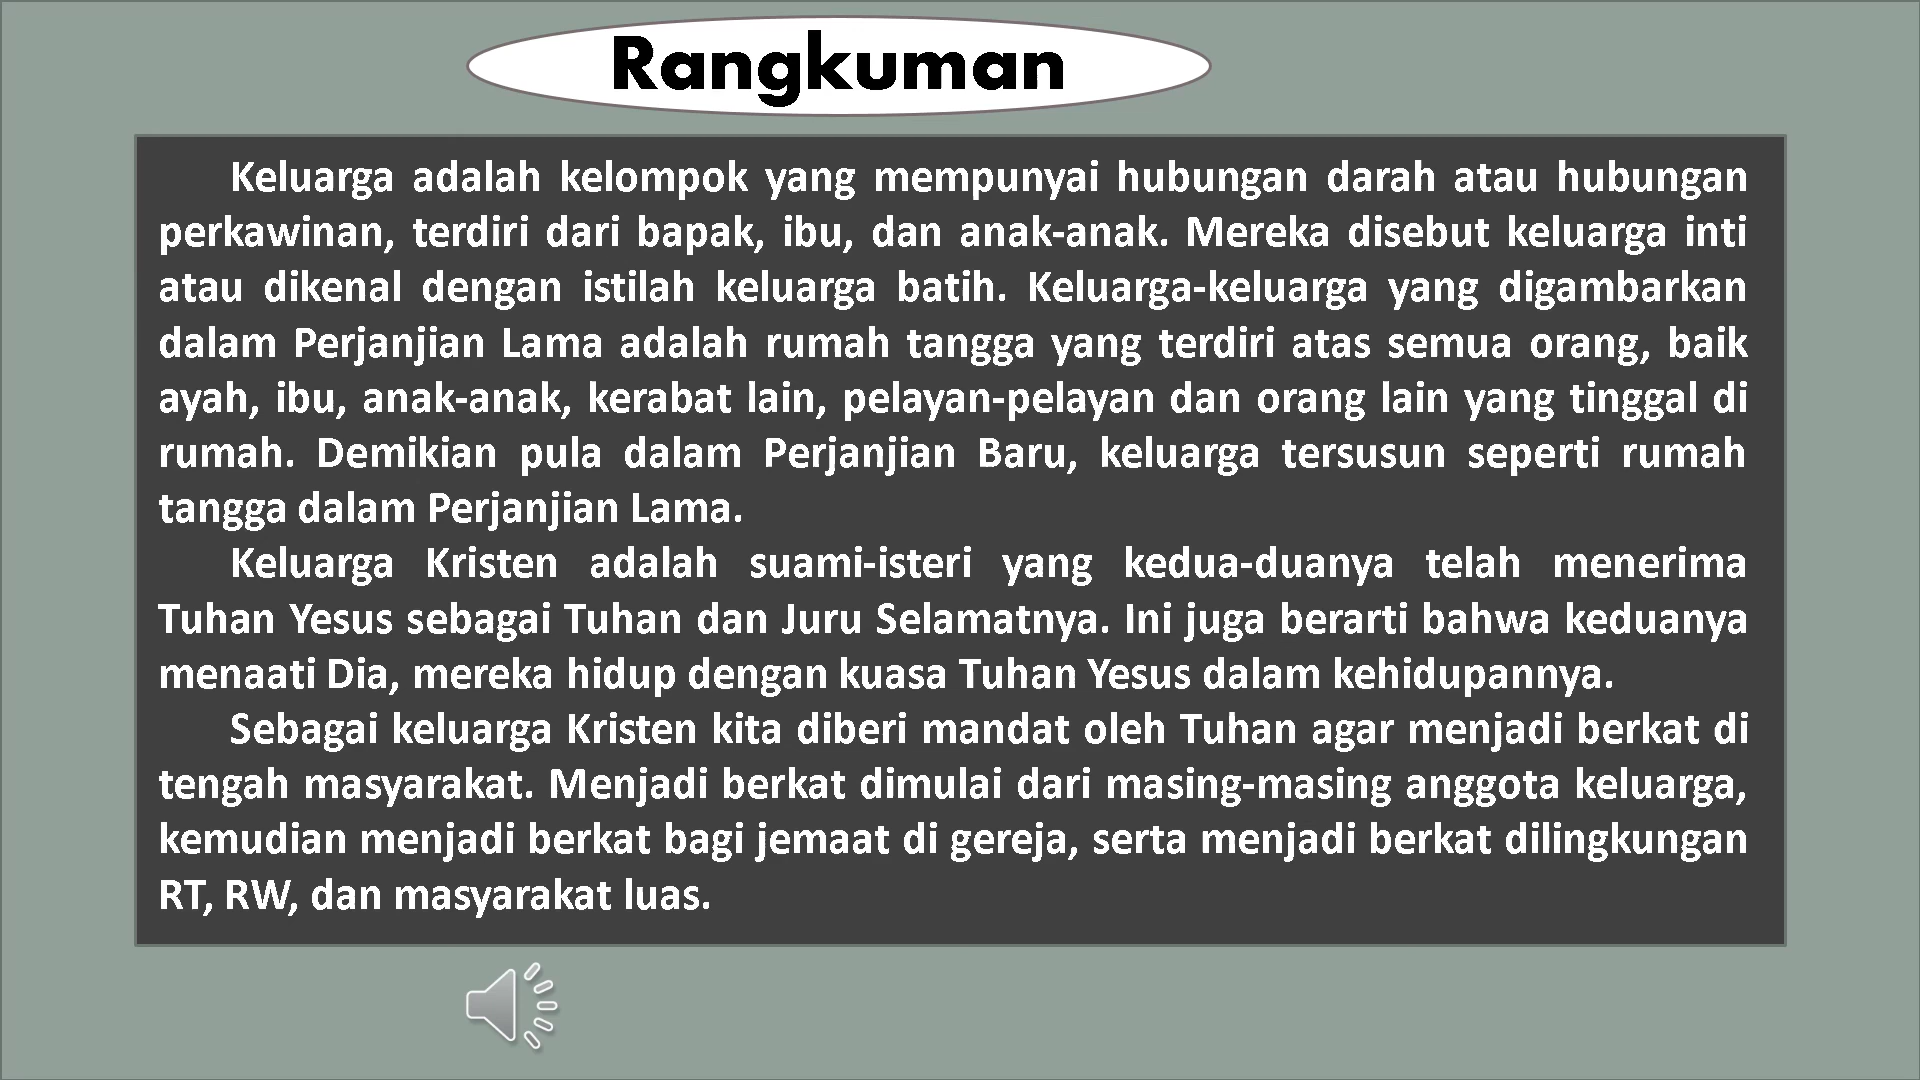 Rangkuman
Keluarga adalah kelompok yang mempunyai hubungan darah atau hubungan
perkawinan, terdiri dari bapak, ibu, dan anak-anak. Mereka disebut keluarga inti
atau dikenal dengan istilah keluarga batih. Keluarga-keluarga yang digambarkan
dalam Perjanjian Lama adalah rumah tangga yang terdiri atas semua orang, baik
ayah, ibu, anak-anak, kerabat lain, pelayan-pelayan dan orang lain yang tinggal di
rumah. Demikian pula dalam Perjanjian Baru, keluarga tersusun seperti rumah
tangga dalam Perjanjian Lama.
Keluarga Kristen adalah suami-isteri yang kedua-duanya telah menerima
Tuhan Yesus sebagai Tuhan dan Juru Selamatnya. Ini juga berarti bahwa keduanya
menaati Dia, mereka hidup dengan kuasa Tuhan Yesus dalam kehidupannya.
Sebagai keluarga Kristen kita diberi mandat oleh Tuhan agar menjadi berkat di
tengah masyarakat. Menjadi berkat dimulai dari masing-masing anggota keluarga,
kemudian menjadi berkat bagi jemaat di gereja, serta menjadi berkat dilingkungan
RT, RW, dan masyarakat luas.